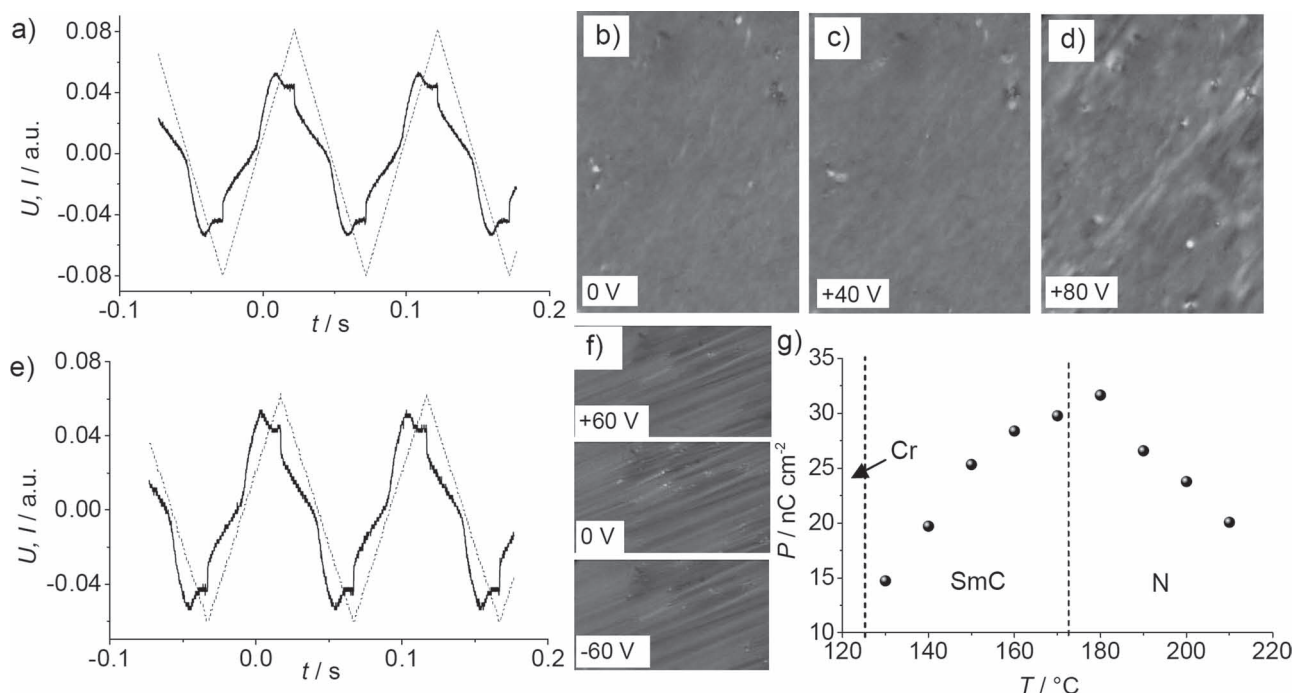 a)
U, I / a.u.
0.08
0.04
0.00
-0.04
-0.08
-0.1
0.0
0.1
0.2
t / s
b)
0 V
c)
+40 V
d)
+80 V
e)
U, I / a.u.
0.08
0.04
0.00
-0.04
-0.1
0.0
0.1
0.2
t / s
f)
+60 V
0 V
-60 V
g)
P / nC cm-2
35
30
25
20
15
10
Cr
SmC
N
120
140
160
180
200
220
T / °C